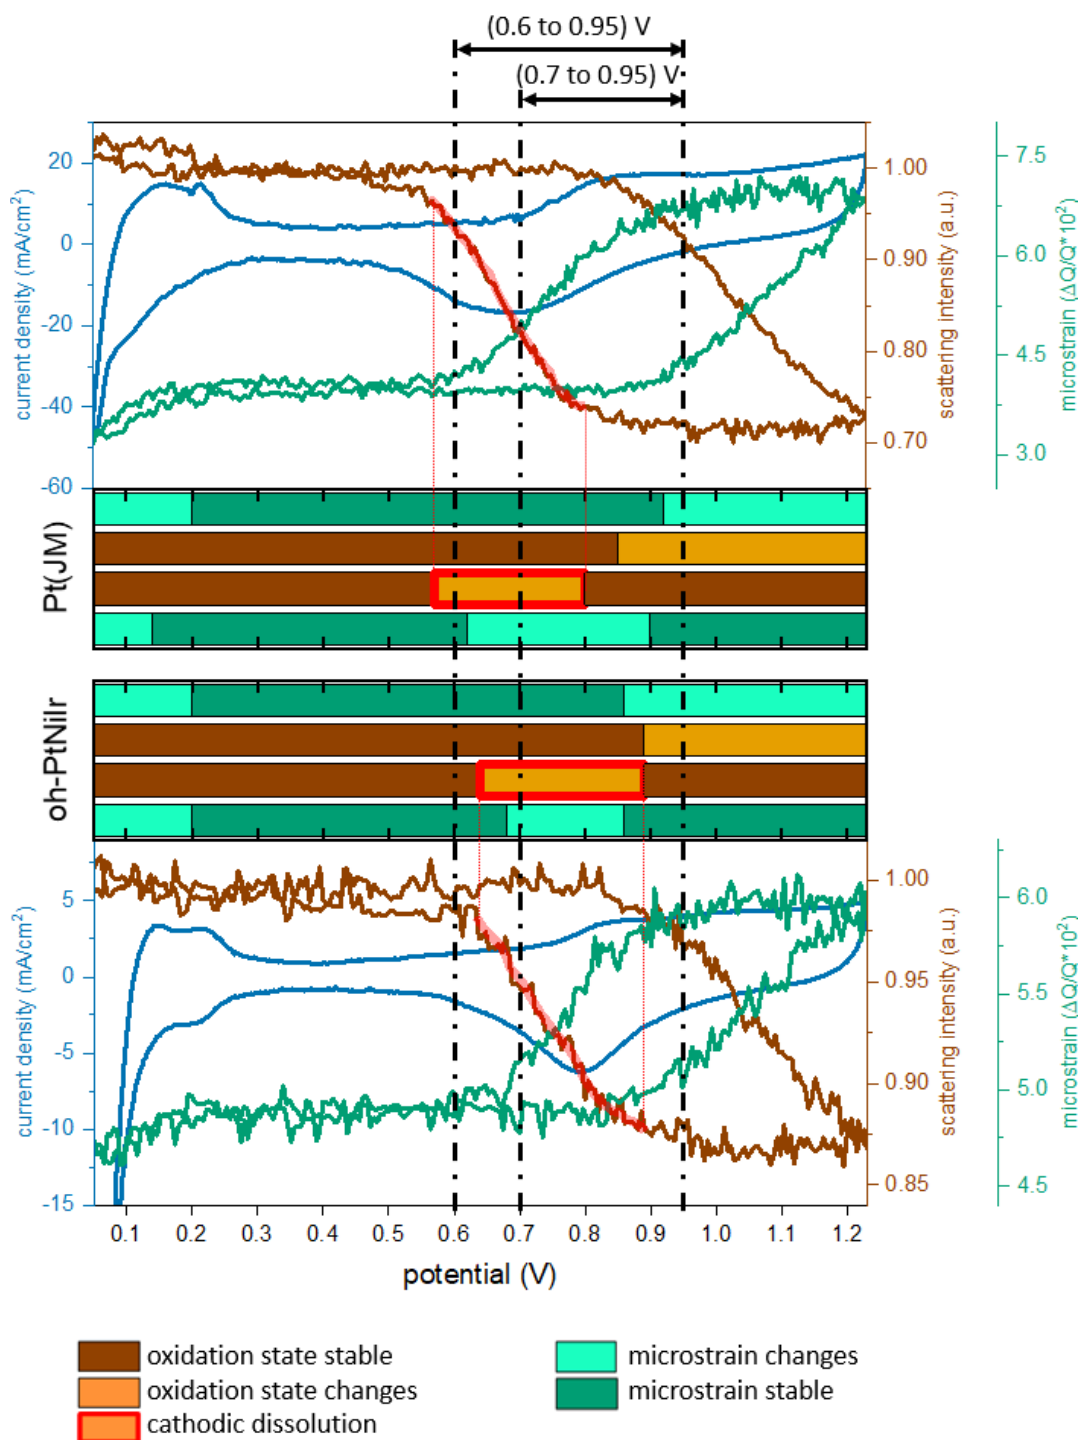 (0.6 to 0.95) V
(0.7 to 0.95) V
current density (mA/cm²)
20
0
-20
-40
-60
1.00
0.90
0.80
0.70
scattering intensity (a.u.)
7.5
6.0
4.5
3.0
microstrain (ΔQ/Q*10²)
Pt(JM)
oh-PtNiIr
current density (mA/cm²)
5
0
-5
-10
-15
1.00
0.95
0.90
0.85
scattering intensity (a.u.)
6.0
5.5
5.0
4.5
microstrain (ΔQ/Q*10²)
0.1 0.2 0.3 0.4 0.5 0.6 0.7 0.8 0.9 1.0 1.1 1.2
potential (V)
oxidation state stable
oxidation state changes
cathodic dissolution
microstrain changes
microstrain stable